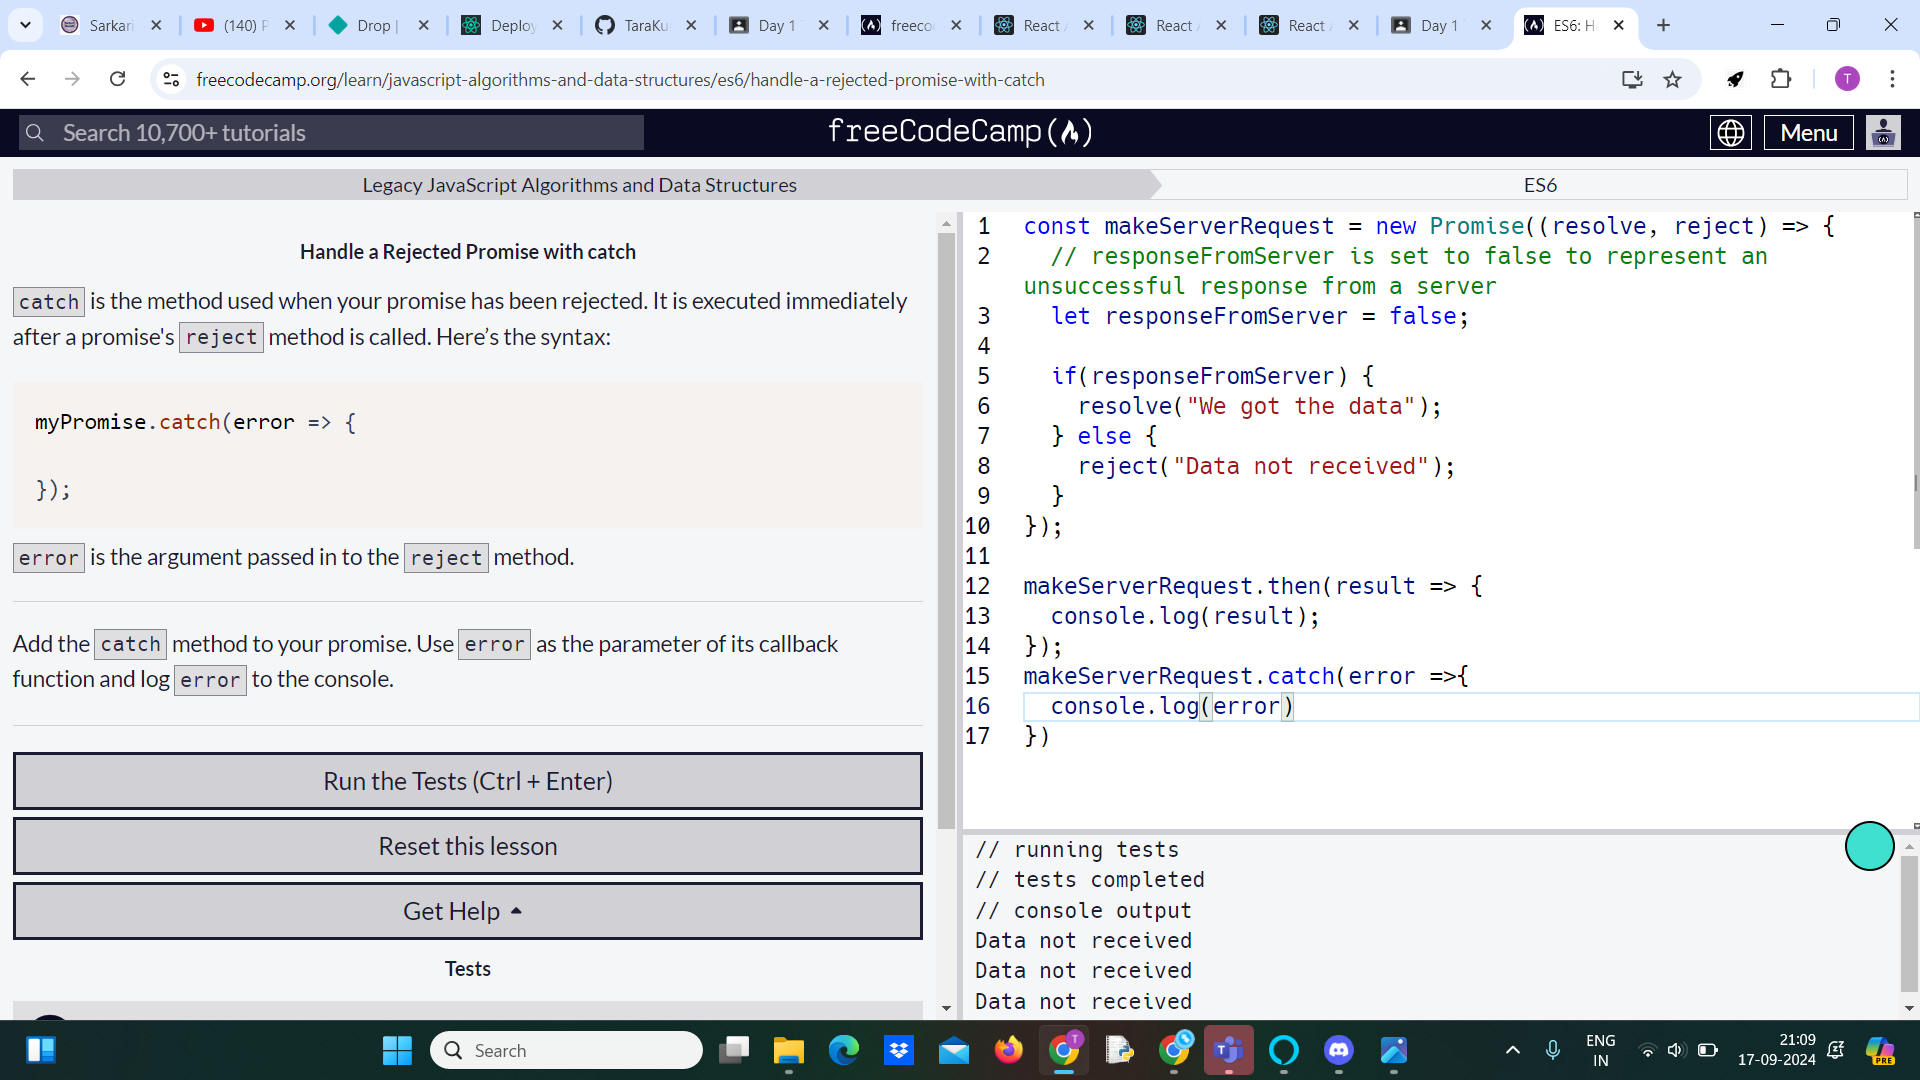 Sarkari
(140) P
Drop |
Deploy
TaraKu
Day 1
freeco
React A
React A
React A
Day 1
ES6: Ha
freecodecamp.org/learn/javascript-algorithms-and-data-structures/es6/handle-a-rejected-promise-with-catch
T
Search 10,700+ tutorials
freeCodeCamp
Menu
Legacy JavaScript Algorithms and Data Structures
ES6
Handle a Rejected Promise with catch
catch is the method used when your promise has been rejected. It is executed immediately
after a promise's reject method is called. Here’s the syntax:
myPromise.catch(error => {
});
error is the argument passed in to the reject method.
Add the catch method to your promise. Use error as the parameter of its callback
function and log error to the console.
Run the Tests (Ctrl + Enter)
Reset this lesson
Get Help
Tests
1 const makeServerRequest = new Promise((resolve, reject) => {
2 // responseFromServer is set to false to represent an
unsuccessful response from a server
3 let responseFromServer = false;
4
5 if(responseFromServer) {
6 resolve("We got the data");
7 } else {
8 reject("Data not received");
9 }
10 });
11
12 makeServerRequest.then(result => {
13 console.log(result);
14 });
15 makeServerRequest.catch(error =>{
16 console.log(error)
17 })
// running tests
// tests completed
// console output
Data not received
Data not received
Data not received
Search
ENG
IN
21:09
17-09-2024
PRE